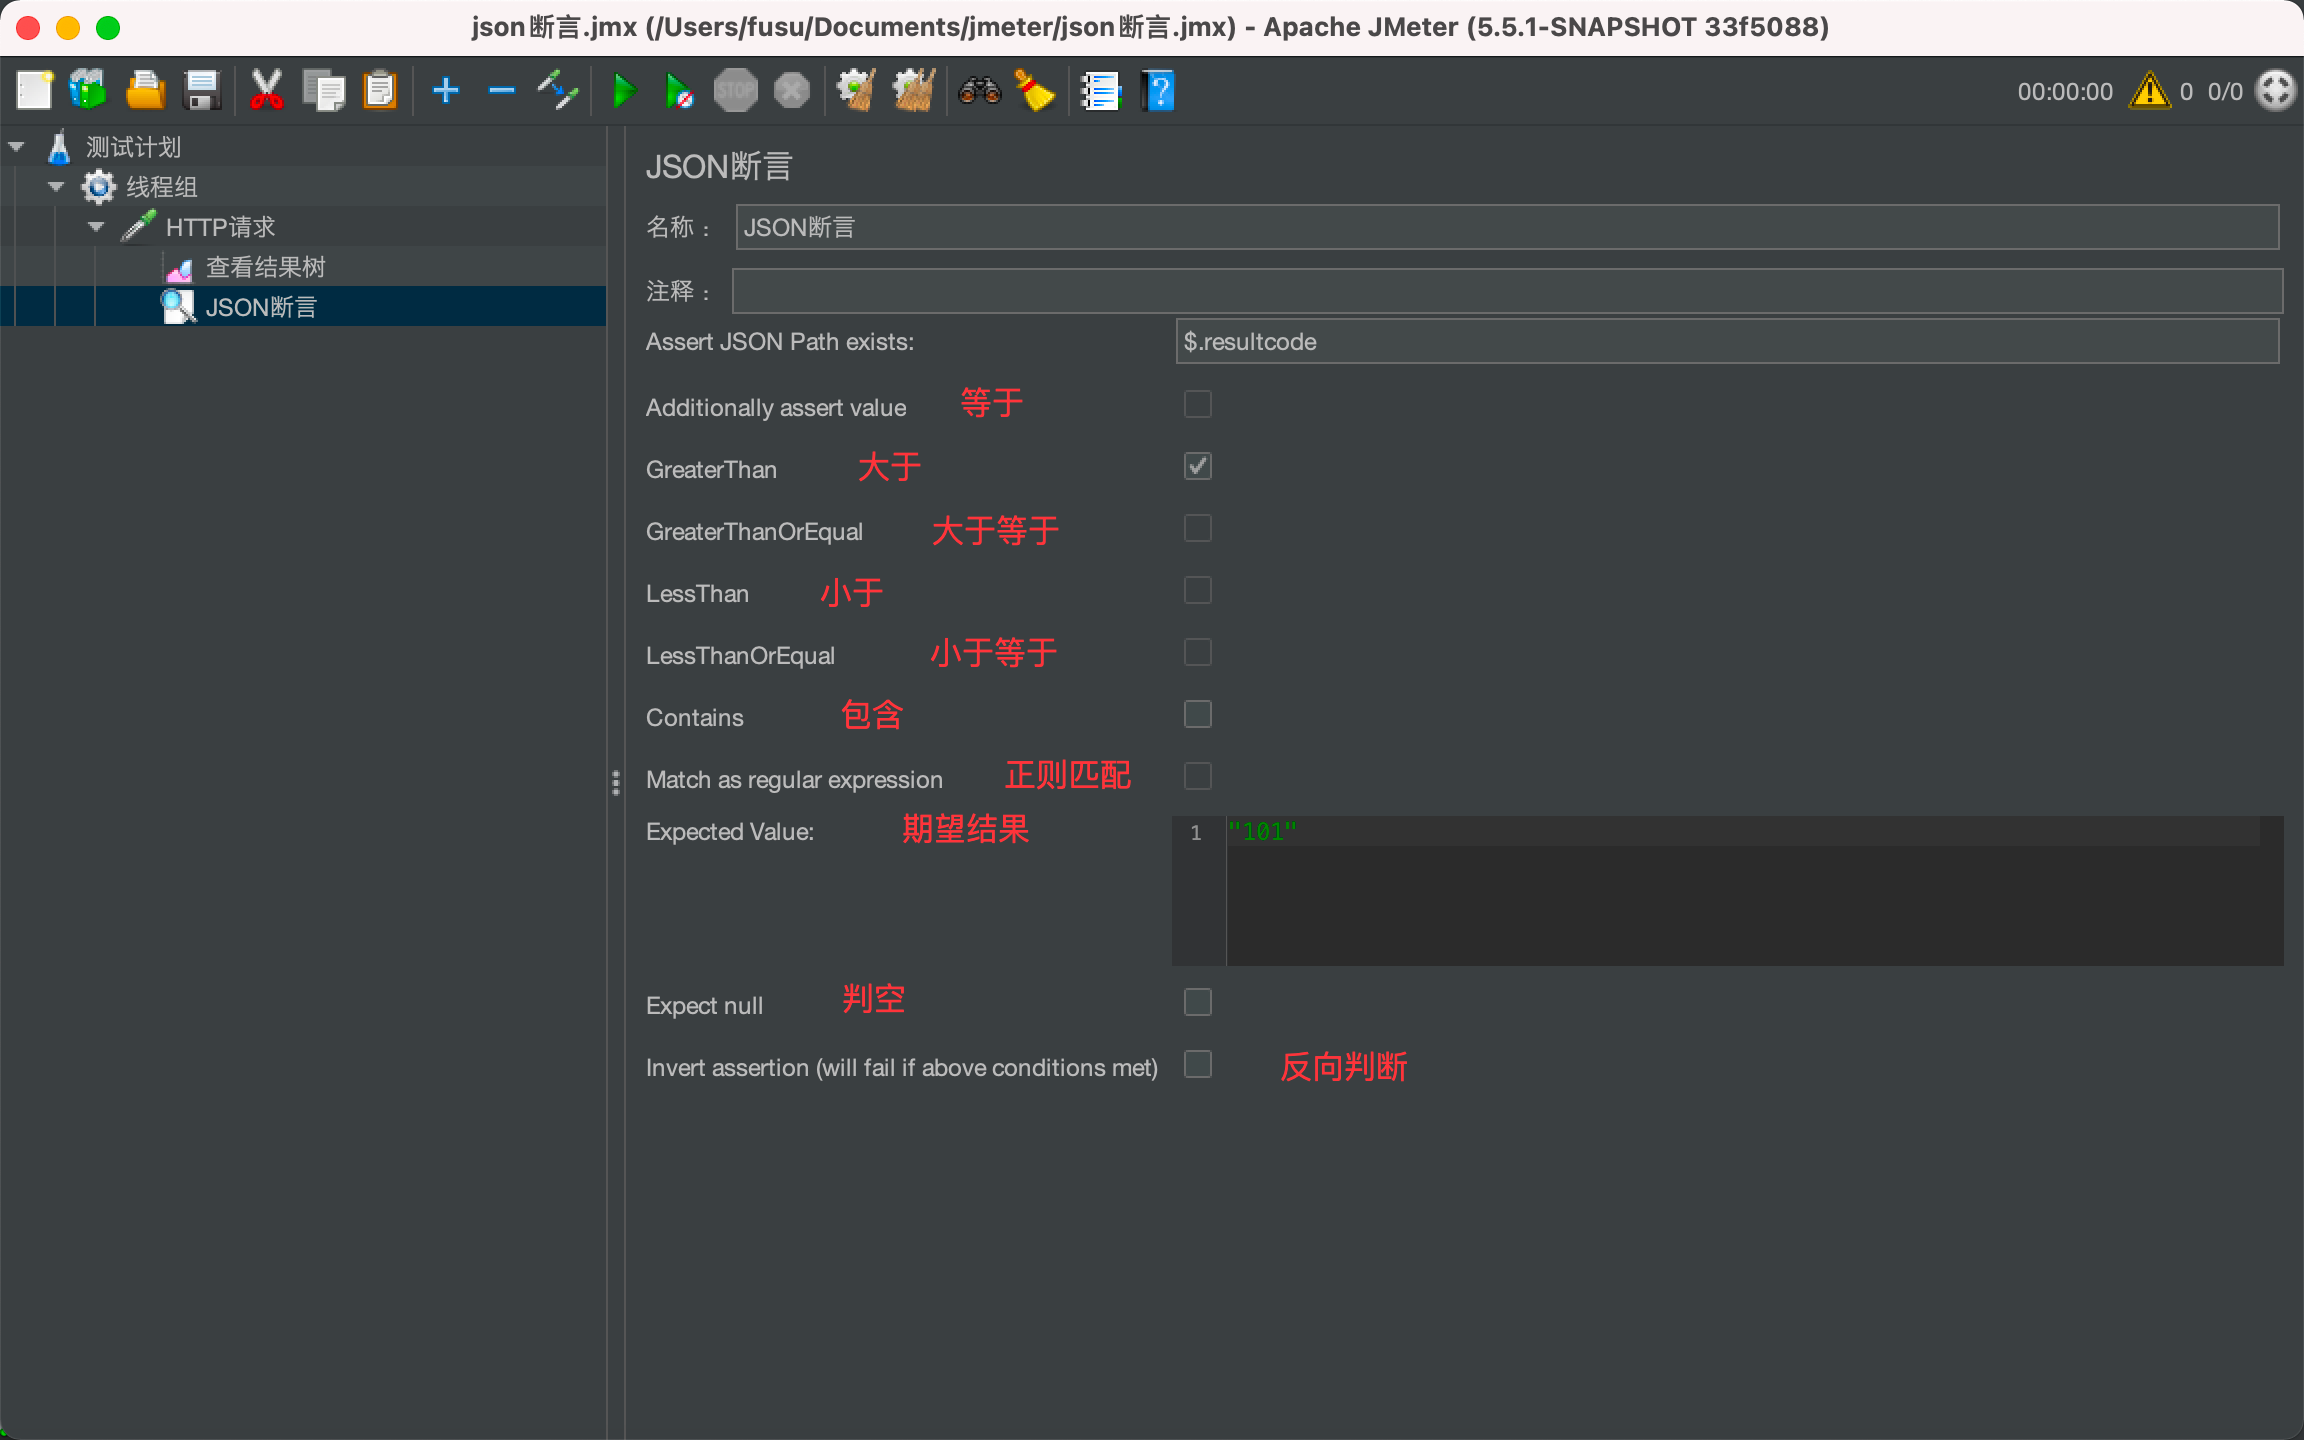 json断言.jmx (/Users/fusu/Documents/jmeter/json断言.jmx) - Apache JMeter (5.5.1-SNAPSHOT 33f5088)
STOP
00:00:00 0 0/0
测试计划
线程组
HTTP请求
查看结果树
JSON断言
JSON断言
名称： JSON断言
注释：
Assert JSON Path exists: $.resultcode
Additionally assert value 等于
GreaterThan 大于
GreaterThanOrEqual 大于等于
LessThan 小于
LessThanOrEqual 小于等于
Contains 包含
Match as regular expression 正则匹配
Expected Value: 期望结果 1 "101"
Expect null 判空
Invert assertion (will fail if above conditions met) 反向判断